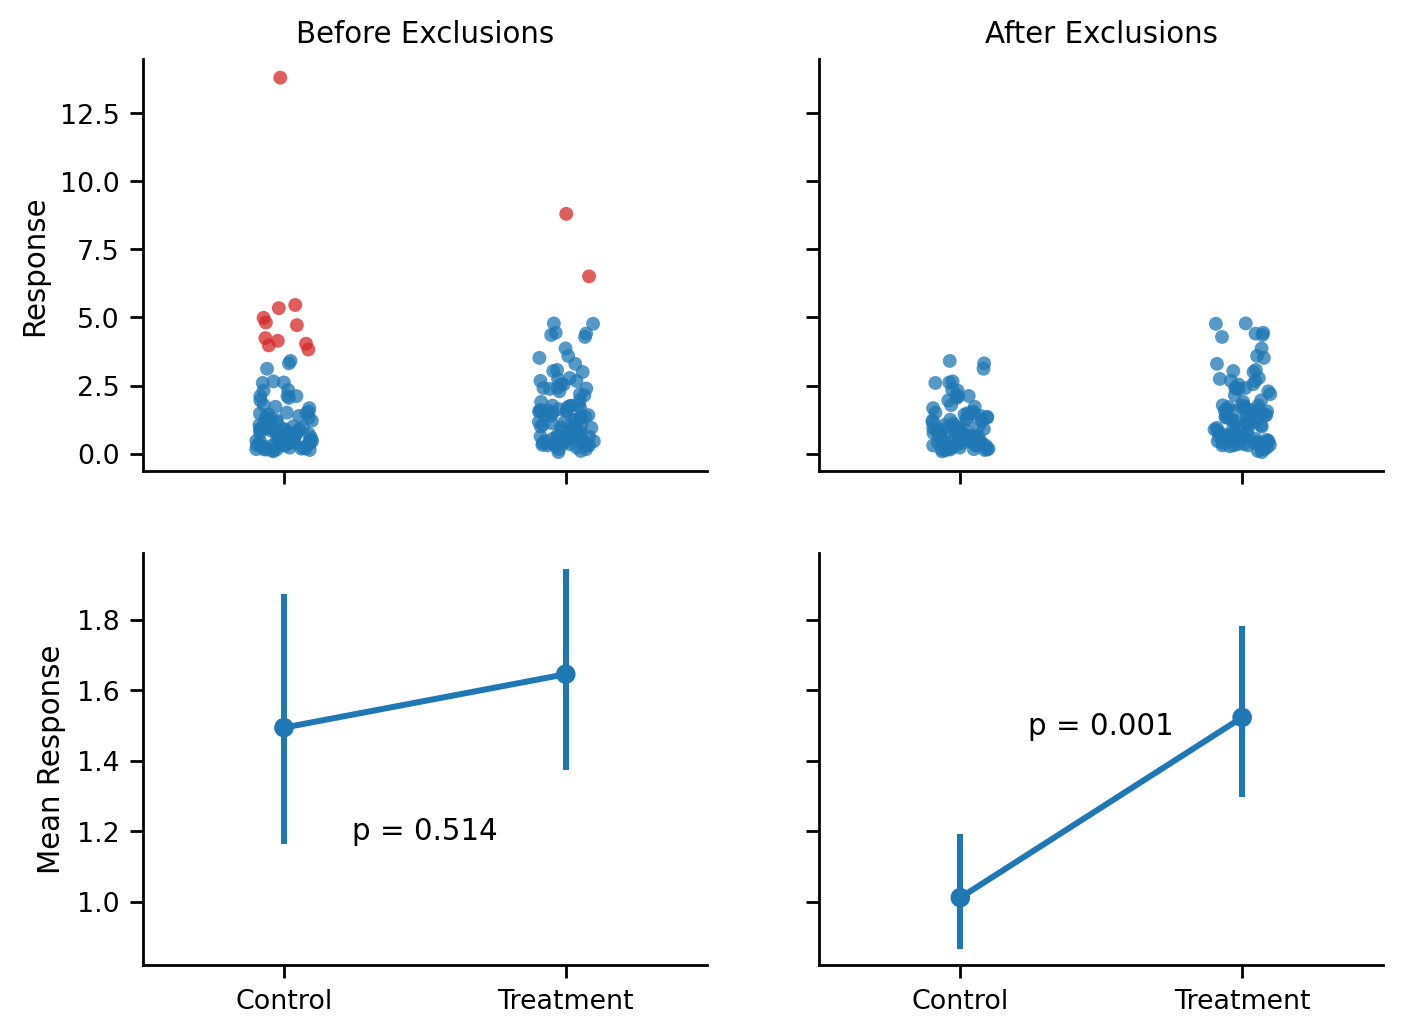 Before Exclusions
After Exclusions
Response
12.5
10.0
7.5
5.0
2.5
0.0
Mean Response
1.8
1.6
1.4
1.2
1.0
p = 0.514
p = 0.001
Control
Treatment
Control
Treatment